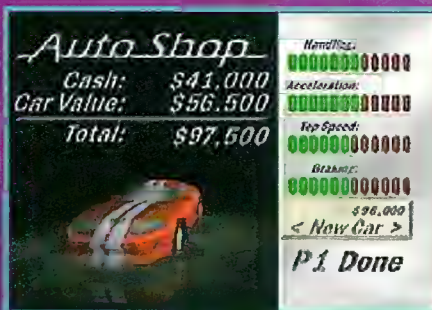 Auto Shop
Cash: $41,000
Car Value: $56,500
Total: $97,500
Handling:
Acceleration:
Top Speed:
Braking:
$96,000
< New Car >
P1 Done